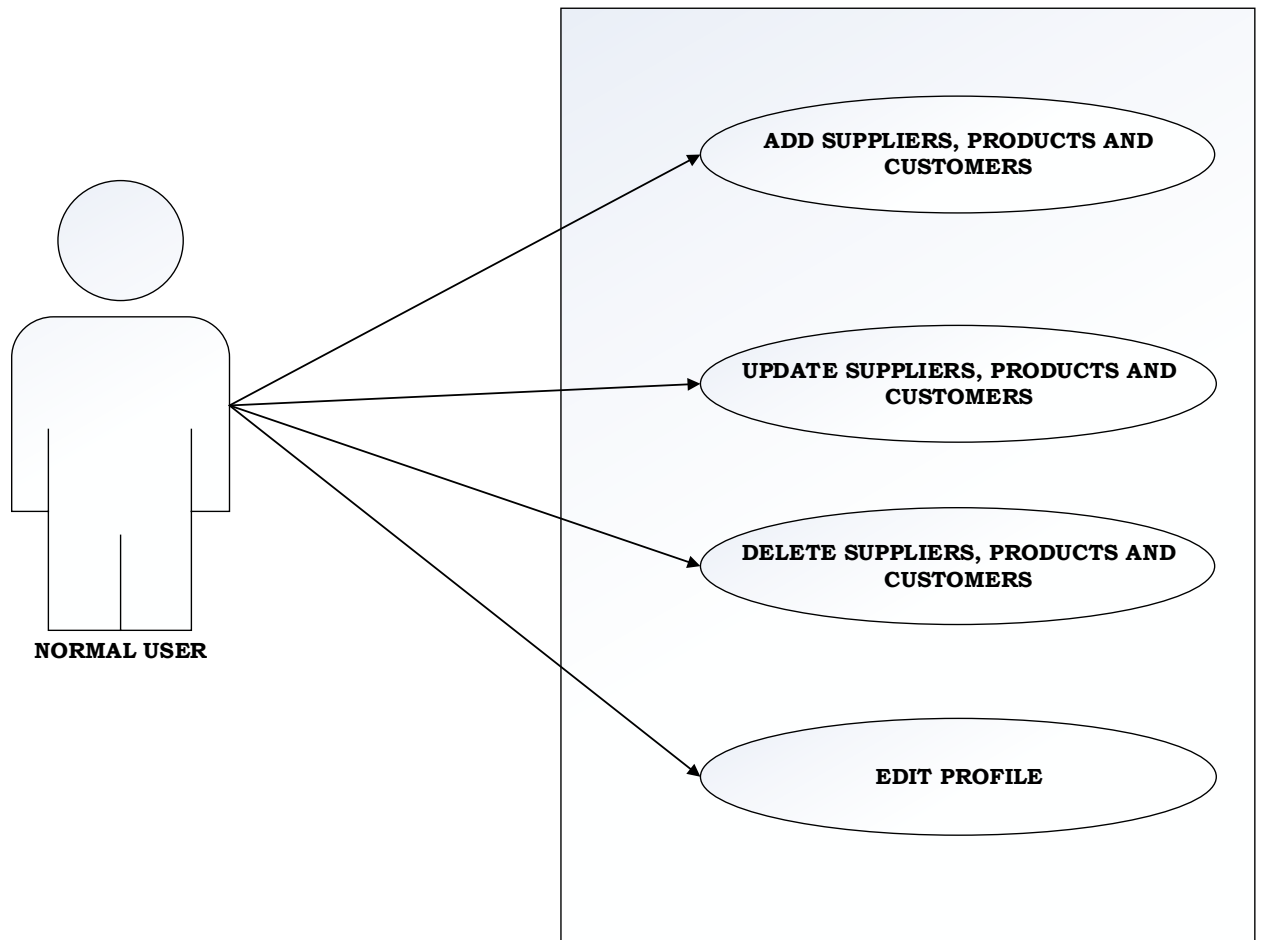 ADD SUPPLIERS, PRODUCTS AND
CUSTOMERS
UPDATE SUPPLIERS, PRODUCTS AND
CUSTOMERS
DELETE SUPPLIERS, PRODUCTS AND
CUSTOMERS
NORMAL USER
EDIT PROFILE